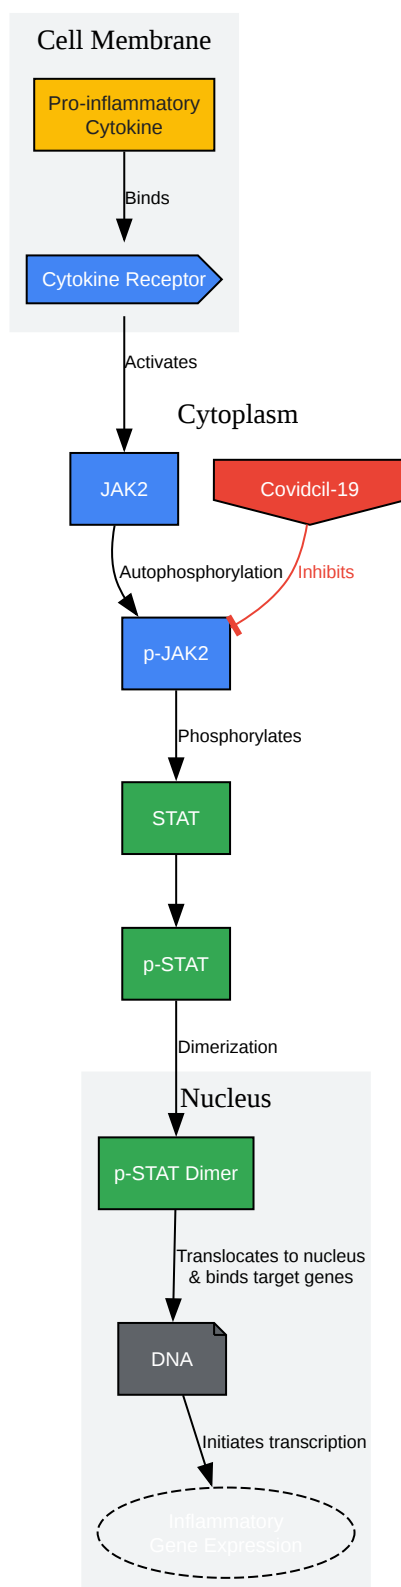 Cell Membrane
Pro-inflammatory
Cytokine
Binds
Cytokine Receptor
Activates
Cytoplasm
JAK2
Covidcil-19
Autophosphorylation
Inhibits
p-JAK2
Phosphorylates
STAT
p-STAT
Dimerization
Nucleus
p-STAT Dimer
Translocates to nucleus
& binds target genes
DNA
Initiates transcription
Inflammatory
Gene Expression